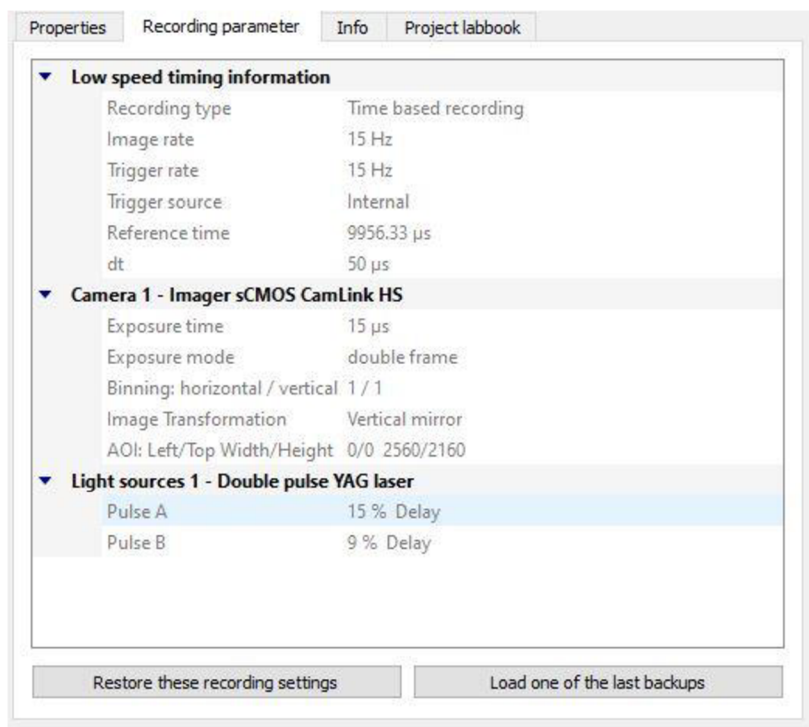 Properties Recording parameter Info Project labbook
Low speed timing information
Recording type Time based recording
Image rate 15 Hz
Trigger rate 15 Hz
Trigger source Internal
Reference time 9956.33 µs
dt 50 µs
Camera 1 - Imager sCMOS CamLink HS
Exposure time 15 µs
Exposure mode double frame
Binning: horizontal / vertical 1 / 1
Image Transformation Vertical mirror
AOI: Left/Top Width/Height 0/0 2560/2160
Light sources 1 - Double pulse YAG laser
Pulse A 15 % Delay
Pulse B 9 % Delay
Restore these recording settings Load one of the last backups